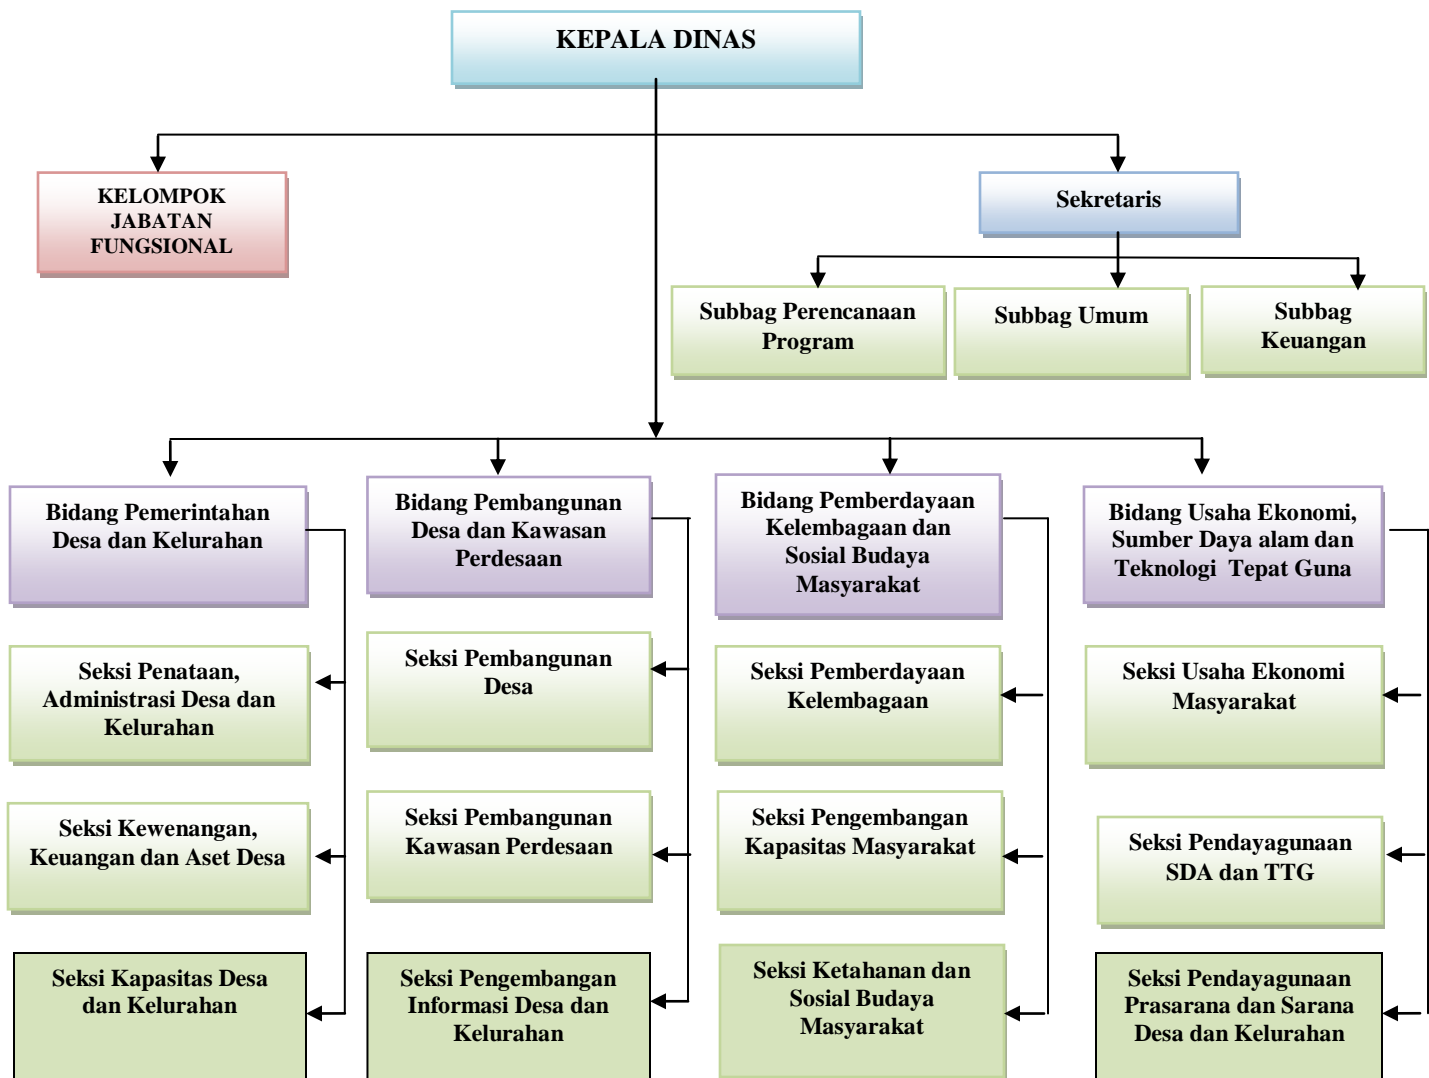 KEPALA DINAS
KELOMPOK
JABATAN
FUNGSIONAL
Sekretaris
Subbag Perencanaan
Program
Subbag Umum
Subbag
Keuangan
Bidang Pemerintahan
Desa dan Kelurahan
Bidang Pembangunan
Desa dan Kawasan
Perdesaan
Bidang Pemberdayaan
Kelembagaan dan
Sosial Budaya
Masyarakat
Bidang Usaha Ekonomi,
Sumber Daya alam dan
Teknologi Tepat Guna
Seksi Penataan,
Administrasi Desa dan
Kelurahan
Seksi Pembangunan
Desa
Seksi Pemberdayaan
Kelembagaan
Seksi Usaha Ekonomi
Masyarakat
Seksi Kewenangan,
Keuangan dan Aset Desa
Seksi Pembangunan
Kawasan Perdesaan
Seksi Pengembangan
Kapasitas Masyarakat
Seksi Pendayagunaan
SDA dan TTG
Seksi Kapasitas Desa
dan Kelurahan
Seksi Pengembangan
Informasi Desa dan
Kelurahan
Seksi Ketahanan dan
Sosial Budaya
Masyarakat
Seksi Pendayagunaan
Prasarana dan Sarana
Desa dan Kelurahan